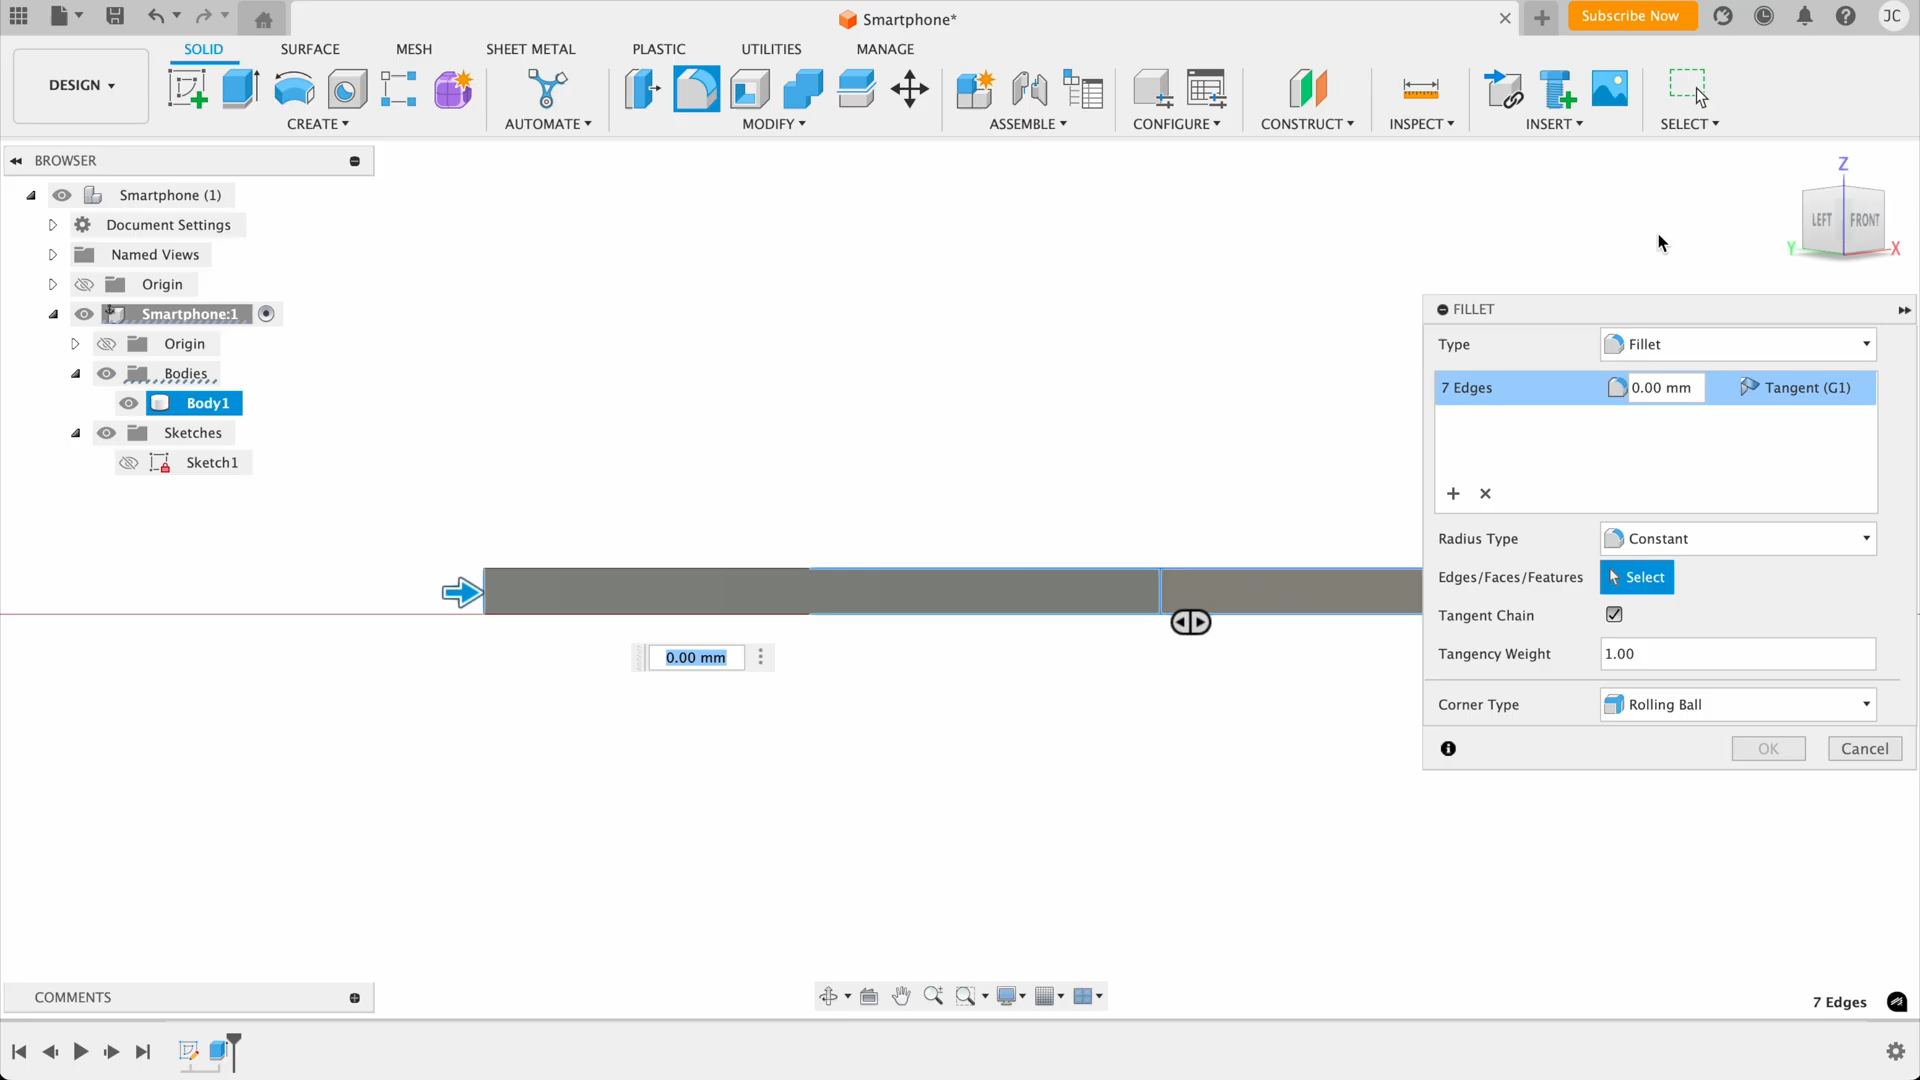 Smartphone*
Subscribe Now
JC
DESIGN
SOLID
SURFACE
MESH
SHEET METAL
PLASTIC
UTILITIES
MANAGE
CREATE
AUTOMATE
MODIFY
ASSEMBLE
CONFIGURE
CONSTRUCT
INSPECT
INSERT
SELECT
BROWSER
Smartphone (1)
Document Settings
Named Views
Origin
Smartphone:1
Origin
Bodies
Body1
Sketches
Sketch1
Z
LEFT
FRONT
Y
X
FILLET
Type
Fillet
7 Edges
0.00 mm
Tangent (G1)
Radius Type
Constant
Edges/Faces/Features
Select
Tangent Chain
Tangency Weight
1.00
Corner Type
Rolling Ball
OK
Cancel
0.00 mm
COMMENTS
7 Edges